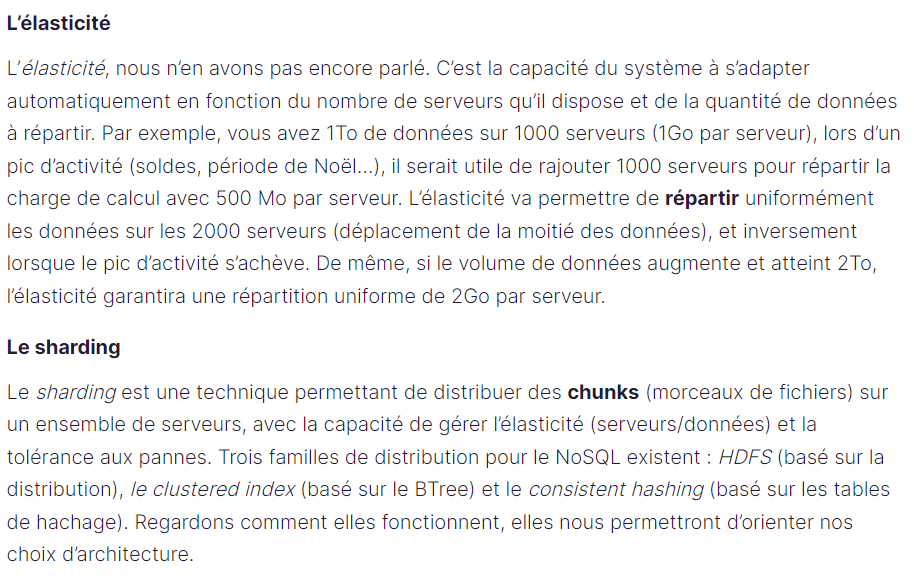 L’élasticité
L’élasticité, nous n’en avons pas encore parlé. C’est la capacité du système à s’adapter
automatiquement en fonction du nombre de serveurs qu’il dispose et de la quantité de données
à répartir. Par exemple, vous avez 1To de données sur 1000 serveurs (1Go par serveur), lors d’un
pic d’activité (soldes, période de Noël...), il serait utile de rajouter 1000 serveurs pour répartir la
charge de calcul avec 500 Mo par serveur. L’élasticité va permettre de répartir uniformément
les données sur les 2000 serveurs (déplacement de la moitié des données), et inversement
lorsque le pic d’activité s’achève. De même, si le volume de données augmente et atteint 2To,
l’élasticité garantira une répartition uniforme de 2Go par serveur.
Le sharding
Le sharding est une technique permettant de distribuer des chunks (morceaux de fichiers) sur
un ensemble de serveurs, avec la capacité de gérer l’élasticité (serveurs/données) et la
tolérance aux pannes. Trois familles de distribution pour le NoSQL existent : HDFS (basé sur la
distribution), le clustered index (basé sur le BTree) et le consistent hashing (basé sur les tables
de hachage). Regardons comment elles fonctionnent, elles nous permettront d’orienter nos
choix d’architecture.